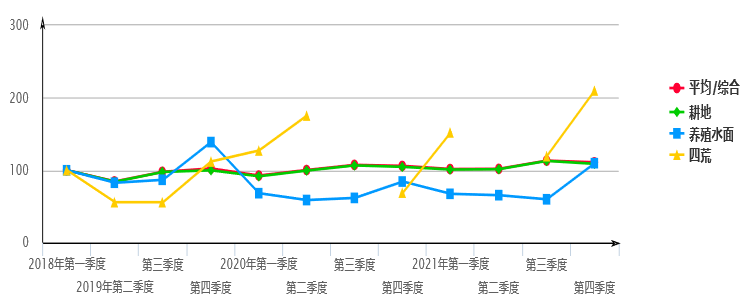 300
200
100
0
2018年第一季度
2019年第二季度
第三季度
第四季度
2020年第一季度
第二季度
第三季度
第四季度
2021年第一季度
第二季度
第三季度
第四季度
平均/综合
耕地
养殖水面
四荒